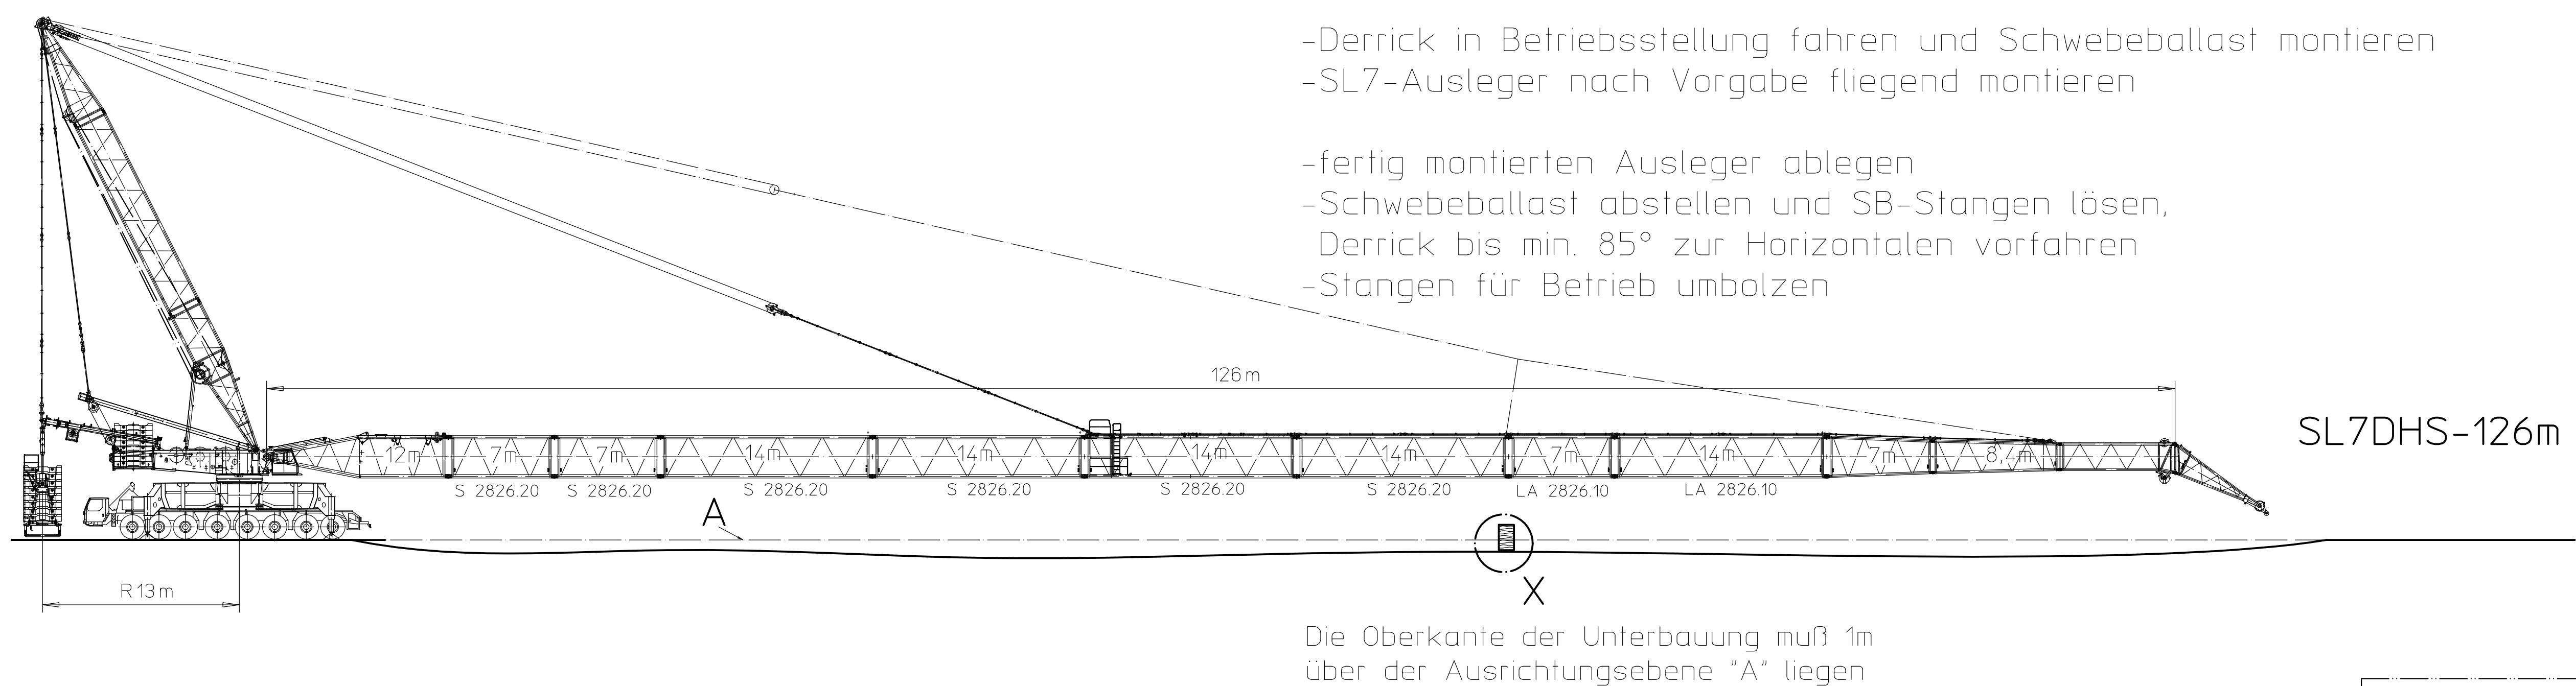 -Derrick in Betriebsstellung fahren und Schwebeballast montieren
-SL7-Ausleger nach Vorgabe fliegend montieren
-fertig montierten Ausleger ablegen
-Schwebeballast abstellen und SB-Stangen lösen,
Derrick bis min. 85° zur Horizontalen vorfahren
-Stangen für Betrieb umbolzen
126m
SL7DHS-126m
12m 7m 7m 14m 14m 14m 14m 7m 14m 7m 8,4m
S 2826.20 S 2826.20 S 2826.20 S 2826.20 S 2826.20 S 2826.20 LA 2826.10 LA 2826.10
A
R13m
X
Die Oberkante der Unterbauung muß 1m
über der Ausrichtungsebene "A" liegen